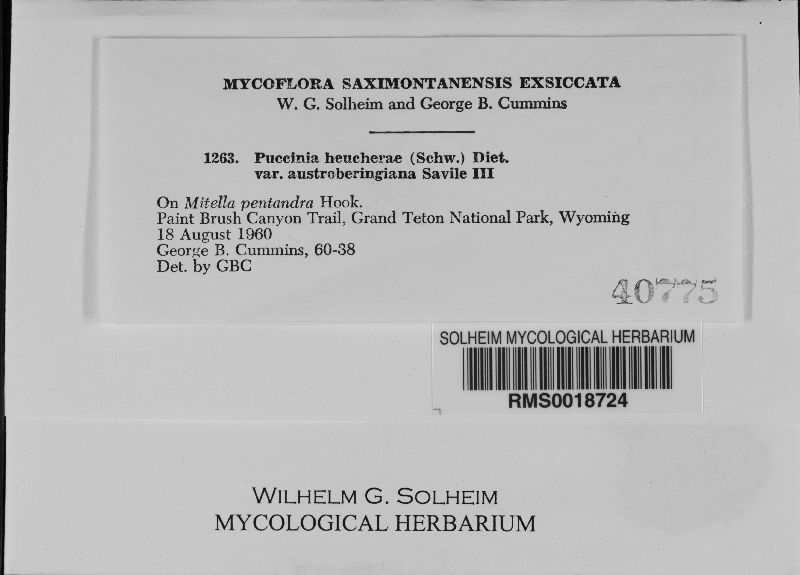 MYCOFLORA SAXIMONTANENSIS EXSICCATA
W. G. Solheim and George B. Cummins
1263. Puccinia heucherae (Schw.) Diet.
var. austroberingiana Savile III
On Mitella pentandra Hook.
Paint Brush Canyon Trail, Grand Teton National Park, Wyoming
18 August 1960
George B. Cummins, 60-38
Det. by GBC
40775
SOLHEIM MYCOLOGICAL HERBARIUM
RMS0018724
WILHELM G. SOLHEIM
MYCOLOGICAL HERBARIUM